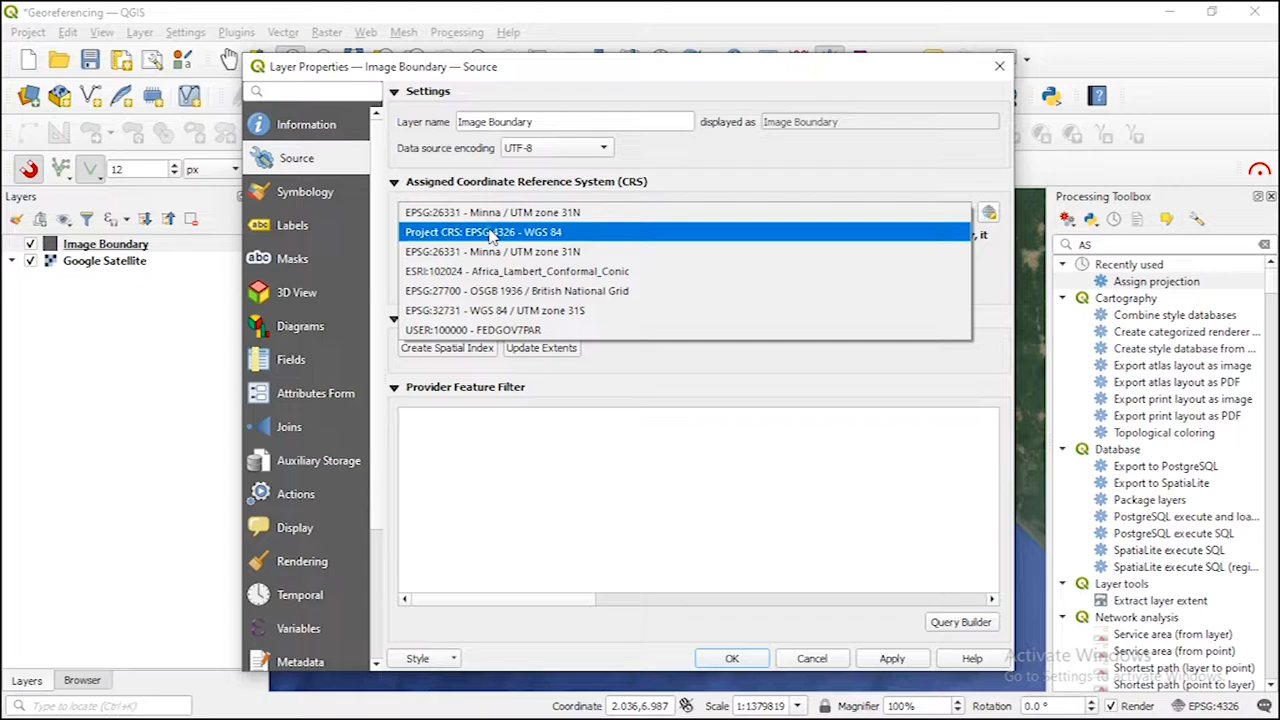 *Georeferencing — QGIS
Project Edit View Layer Settings Plugins Vector Raster Web Mesh Processing Help
Layer Properties — Image Boundary — Source
Settings
Layer name Image Boundary displayed as Image Boundary
Data source encoding UTF-8
Assigned Coordinate Reference System (CRS)
EPSG:26331 - Minna / UTM zone 31N
Project CRS: EPSG:4326 - WGS 84
r, it
EPSG:26331 - Minna / UTM zone 31N
ESRI:102024 - Africa_Lambert_Conformal_Conic
EPSG:27700 - OSGB 1936 / British National Grid
EPSG:32731 - WGS 84 / UTM zone 31S
USER:100000 - FEDGOV7PAR
Create Spatial Index Update Extents
Provider Feature Filter
Query Builder
Style OK Cancel Apply Help
Information
Source
Symbology
abc Labels
abc Masks
3D View
Diagrams
Fields
Attributes Form
Joins
Auxiliary Storage
Actions
Display
Rendering
Temporal
Variables
Metadata
12 px
Layers
Image Boundary
Google Satellite
Layers Browser
Processing Toolbox
AS
Recently used
Assign projection
Cartography
Combine style databases
Create categorized renderer ...
Create style database from ...
Export atlas layout as image
Export atlas layout as PDF
Export print layout as image
Export print layout as PDF
Topological coloring
Database
Export to PostgreSQL
Export to SpatiaLite
Package layers
PostgreSQL execute and loa...
PostgreSQL execute SQL
SpatiaLite execute SQL
SpatiaLite execute SQL (regi...
Layer tools
Extract layer extent
Network analysis
Service area (from layer)
Service area (from point)
Shortest path (layer to point)
Shortest path (point to layer)
Activate Windows
Go to Settings to activate Windows.
Type to locate (Ctrl+K) Coordinate 2.036,6.987 Scale 1:1379819 Magnifier 100% Rotation 0.0 ° Render EPSG:4326